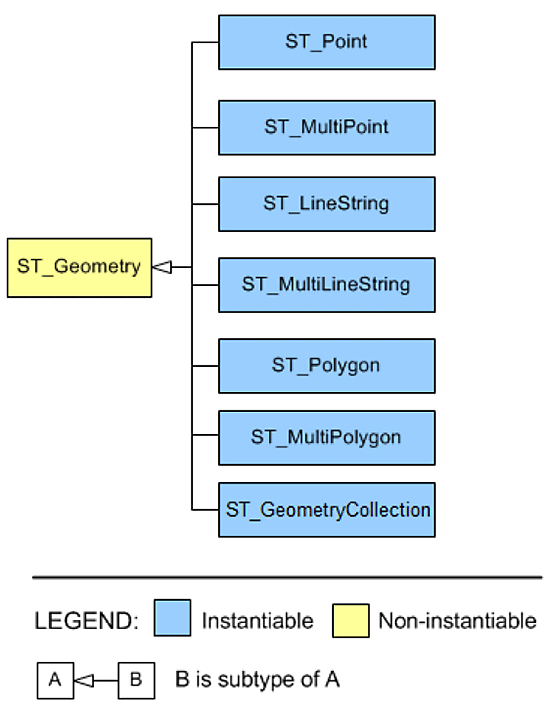 ST_Point
ST_MultiPoint
ST_LineString
ST_Geometry
ST_MultiLineString
ST_Polygon
ST_MultiPolygon
ST_GeometryCollection
LEGEND: Instantiable Non-instantiable
A B B is subtype of A